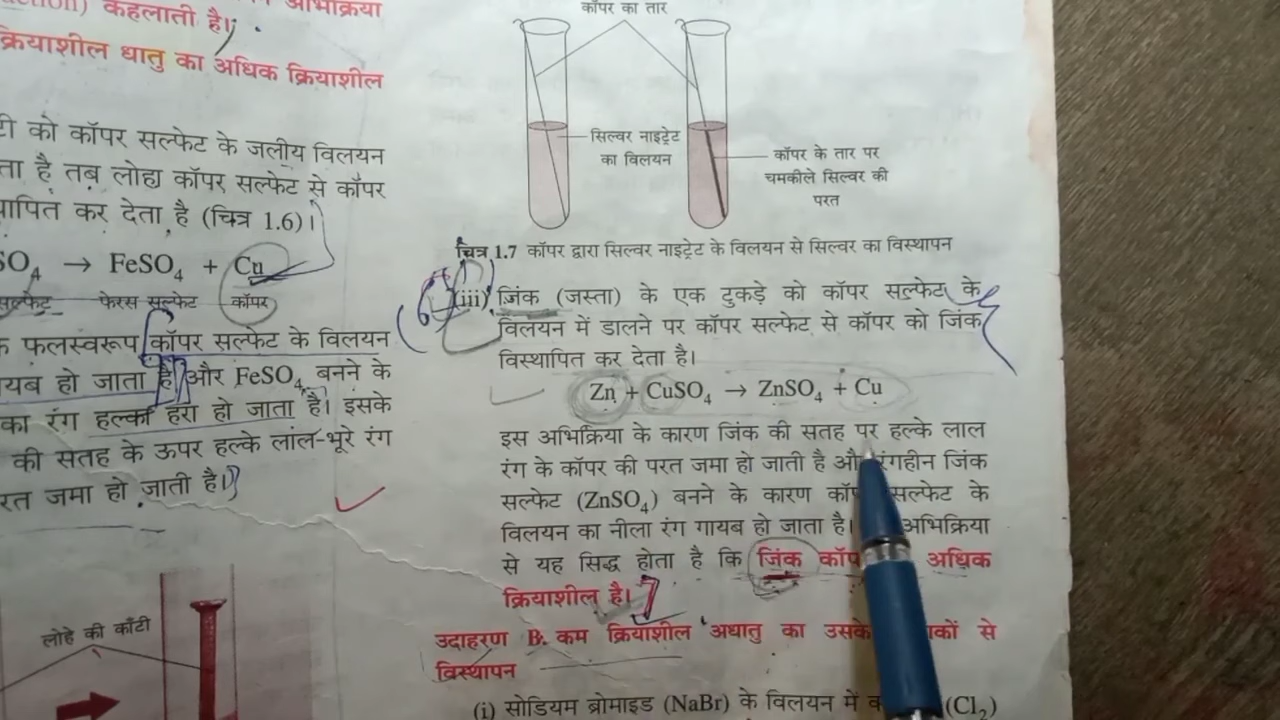 कहलाती है।
क्रियाशील धातु का अधिक क्रियाशील
को कॉपर सल्फेट के जलीय विलयन
है तब लोहा कॉपर सल्फेट से कॉपर
कर देता है (चित्र 1.6)।
SO₄ → FeSO₄ + Cu
सल्फेट फेरस सल्फेट कॉपर
फलस्वरूप कॉपर सल्फेट के विलयन
हो जाता है और FeSO₄ बनने के
का रंग हल्का हरा हो जाता है। इसके
की सतह के ऊपर हल्के लाल-भूरे रंग
जमा हो जाती है।
लोहे की काँटी
कॉपर का तार
सिल्वर नाइट्रेट
का विलयन
कॉपर के तार पर
चमकीले सिल्वर की
परत
चित्र 1.7 कॉपर द्वारा सिल्वर नाइट्रेट के विलयन से सिल्वर का विस्थापन
(iii) जिंक (जस्ता) के एक टुकड़े को कॉपर सल्फेट के
विलयन में डालने पर कॉपर सल्फेट से कॉपर को जिंक
विस्थापित कर देता है।
Zn + CuSO₄ → ZnSO₄ + Cu
इस अभिक्रिया के कारण जिंक की सतह पर हल्के लाल
रंग के कॉपर की परत जमा हो जाती है और रंगहीन जिंक
सल्फेट (ZnSO₄) बनने के कारण सल्फेट के
विलयन का नीला रंग गायब हो जाता है। अभिक्रिया
से यह सिद्ध होता है कि जिंक अधिक
क्रियाशील है।
उदाहरण B. कम क्रियाशील अधातु का उसके से
विस्थापन
(i) सोडियम ब्रोमाइड (NaBr) के विलयन में (Cl₂)